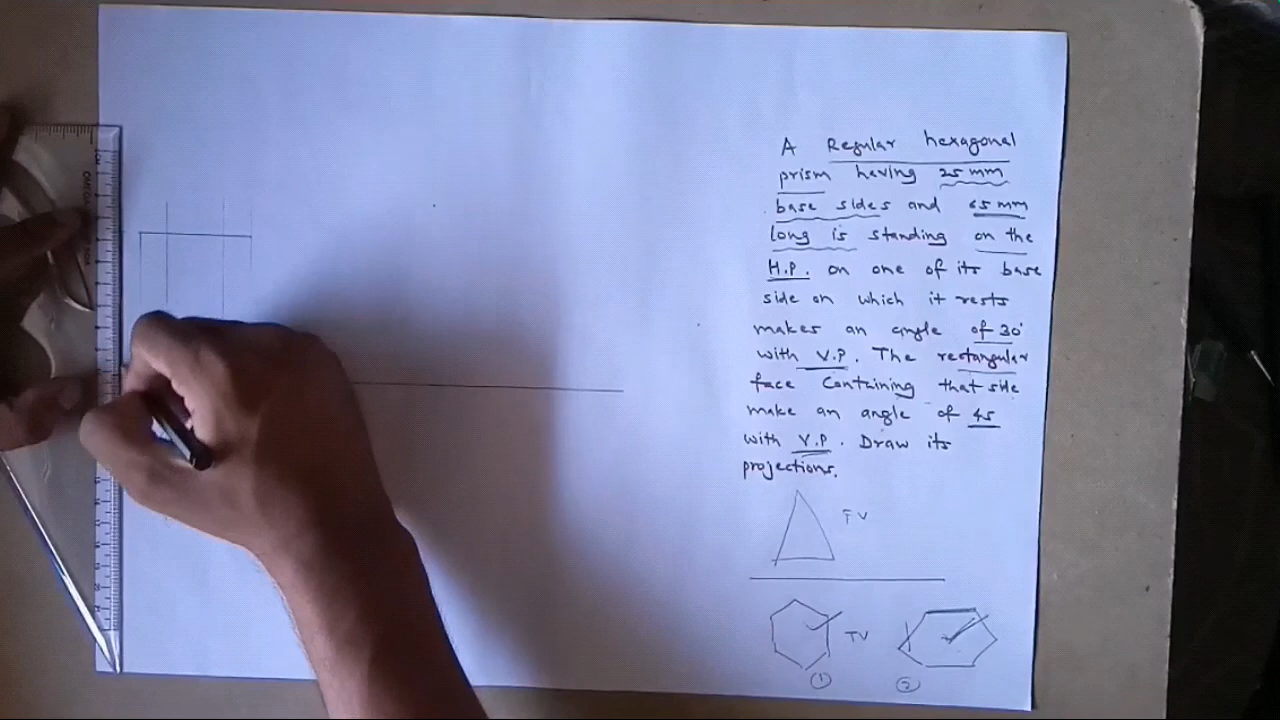 A Regular hexagonal
prism having 25 mm
base sides and 65 mm
long is standing on the
H.P. on one of its base
side on which it rests
makes an angle of 30°
with V.P. The rectangular
face Containing that side
make an angle of 45
with V.P. Draw its
projections.
TV
TV
①
②